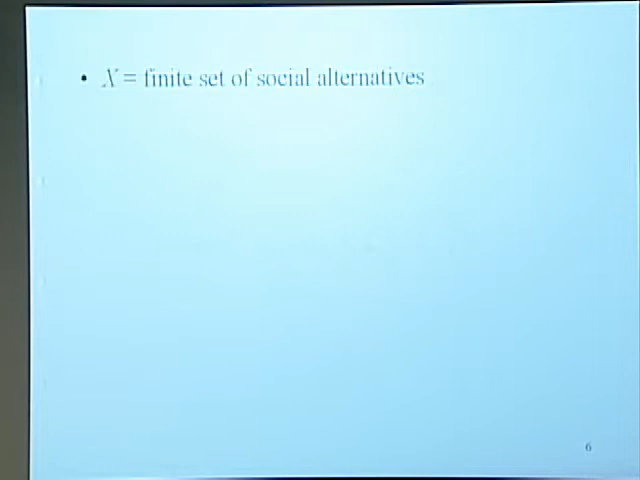 • X = finite set of social alternatives
6